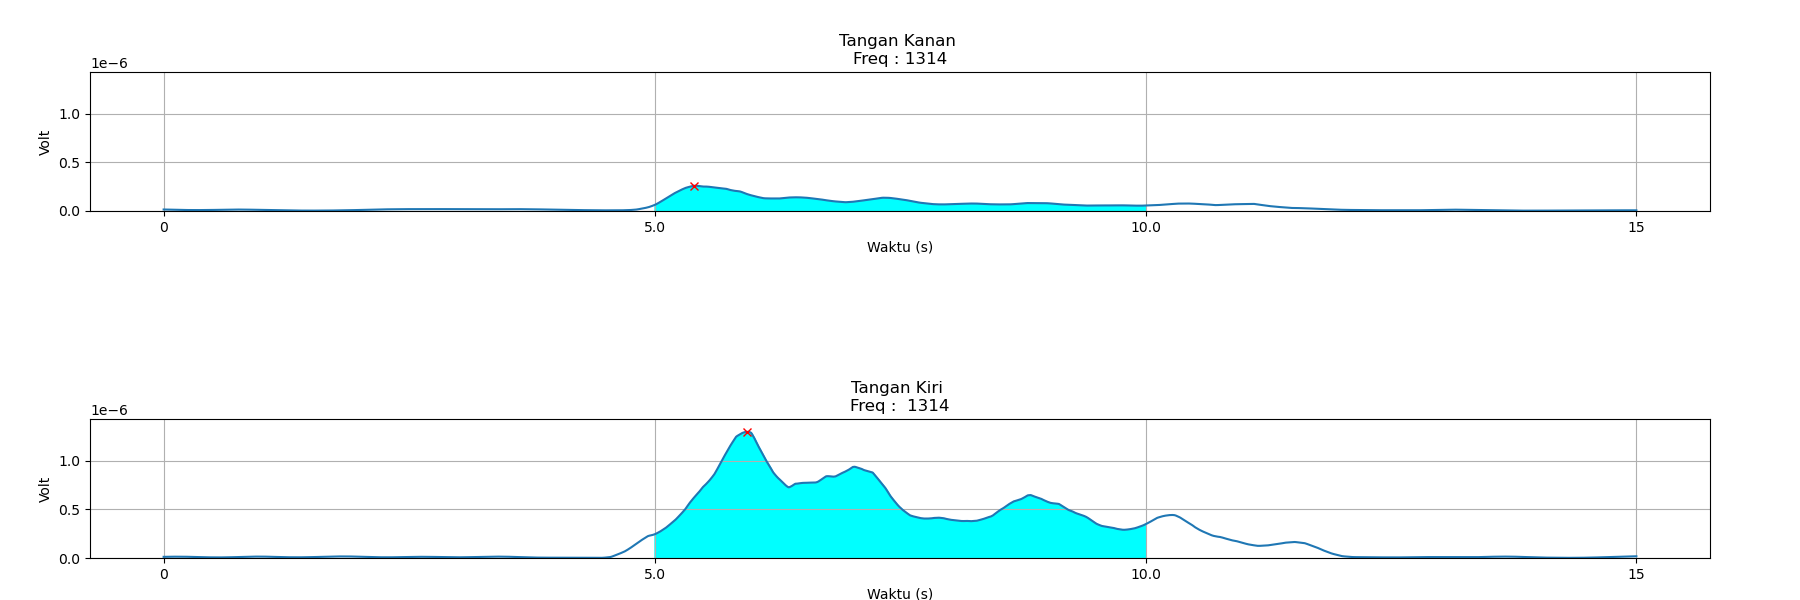 Tangan Kanan
Freq : 1314
1e−6
1.0
0.5
0.0
Volt
0 5.0 10.0 15
Waktu (s)
Tangan Kiri
Freq :  1314
1e−6
1.0
0.5
0.0
Volt
0 5.0 10.0 15
Waktu (s)